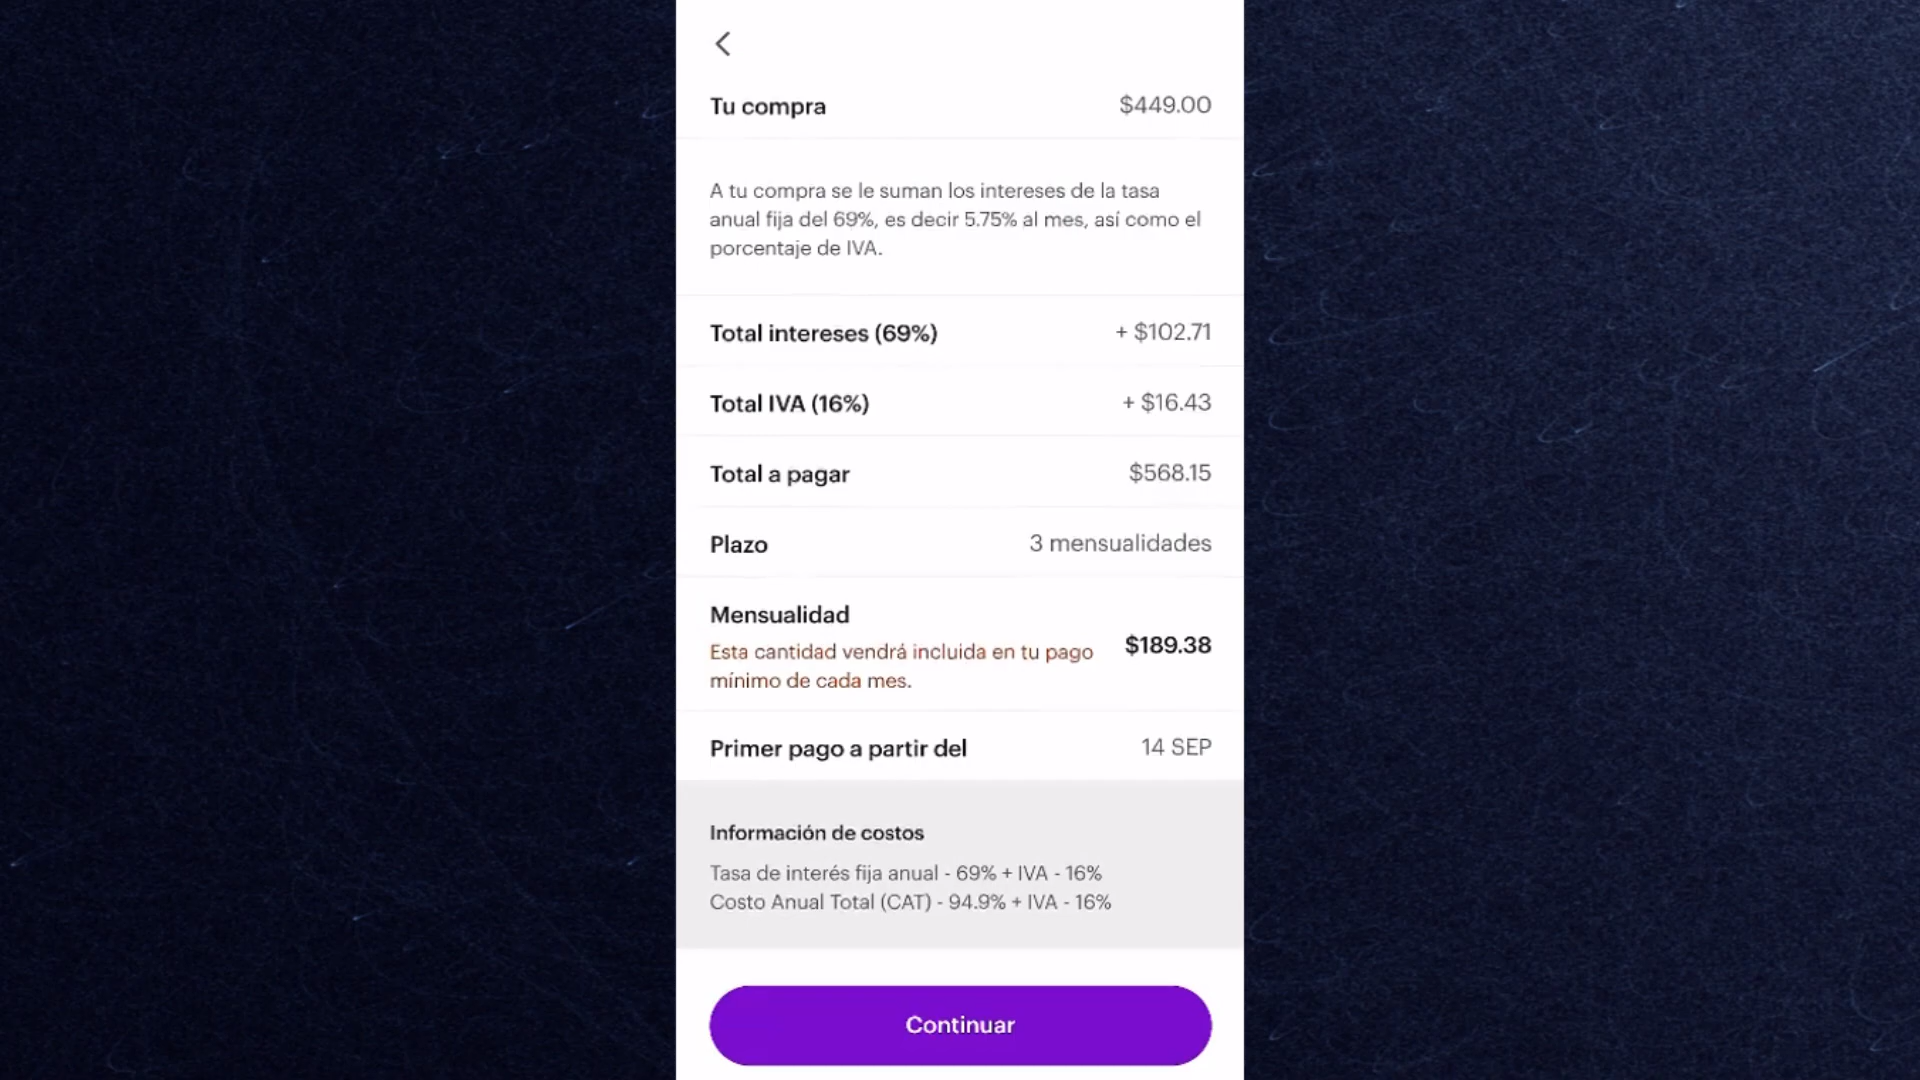 Tu compra $449.00
A tu compra se le suman los intereses de la tasa
anual fija del 69%, es decir 5.75% al mes, así como el
porcentaje de IVA.
Total intereses (69%) + $102.71
Total IVA (16%) + $16.43
Total a pagar $568.15
Plazo 3 mensualidades
Mensualidad
Esta cantidad vendrá incluida en tu pago
mínimo de cada mes.
$189.38
Primer pago a partir del 14 SEP
Información de costos
Tasa de interés fija anual - 69% + IVA - 16%
Costo Anual Total (CAT) - 94.9% + IVA - 16%
Continuar